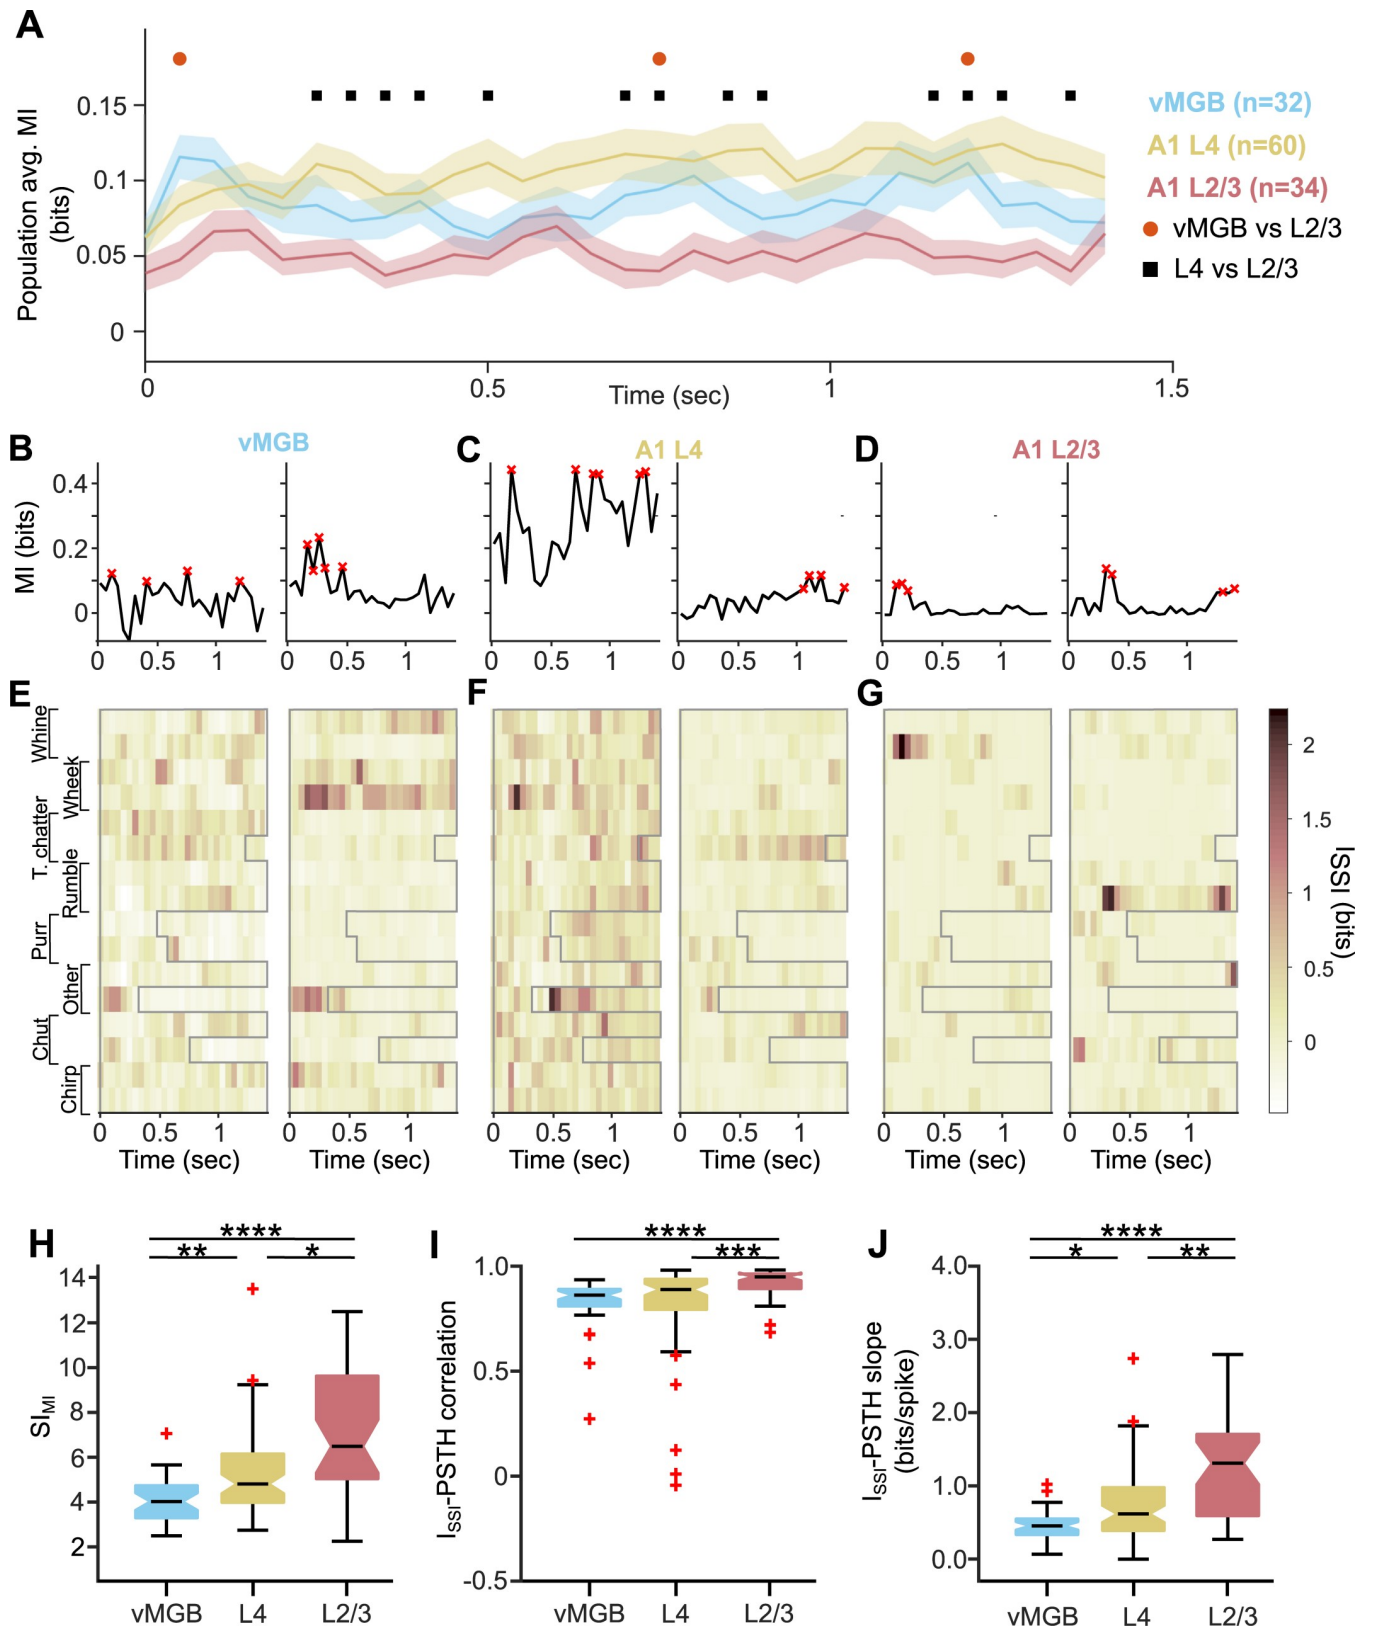 A
Population avg. MI
(bits)
0.15
0.1
0.05
0
0
0.5
1
1.5
Time (sec)
vMGB (n=32)
A1 L4 (n=60)
A1 L2/3 (n=34)
vMGB vs L2/3
L4 vs L2/3
B
vMGB
C
A1 L4
D
A1 L2/3
MI (bits)
0.4
0.2
0
0 0.5 1
0 0.5 1
0 0.5 1
0 0.5 1
0 0.5 1
0 0.5 1
E
F
G
Whine
Wheek
T. chatter
Rumble
Purr
Other
Chut
Chirp
0 0.5 1
0 0.5 1
0 0.5 1
0 0.5 1
0 0.5 1
0 0.5 1
Time (sec)
Time (sec)
Time (sec)
Time (sec)
Time (sec)
Time (sec)
2
1.5
1
0.5
0
ISSI (bits)
H
****
**
*
SIMI
14
12
10
8
6
4
2
vMGB
L4
L2/3
I
****
***
ISSI-PSTH correlation
1.0
0.5
0
-0.5
vMGB
L4
L2/3
J
****
*
**
ISSI-PSTH slope
(bits/spike)
4.0
3.0
2.0
1.0
0.0
vMGB
L4
L2/3